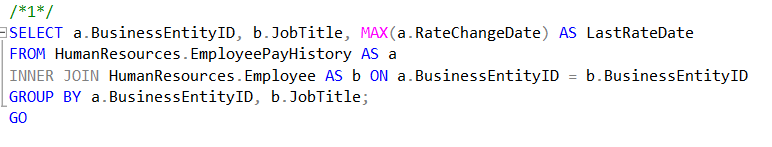 /*1*/
SELECT a.BusinessEntityID, b.JobTitle, MAX(a.RateChangeDate) AS LastRateDate
FROM HumanResources.EmployeePayHistory AS a
INNER JOIN HumanResources.Employee AS b ON a.BusinessEntityID = b.BusinessEntityID
GROUP BY a.BusinessEntityID, b.JobTitle;
GO